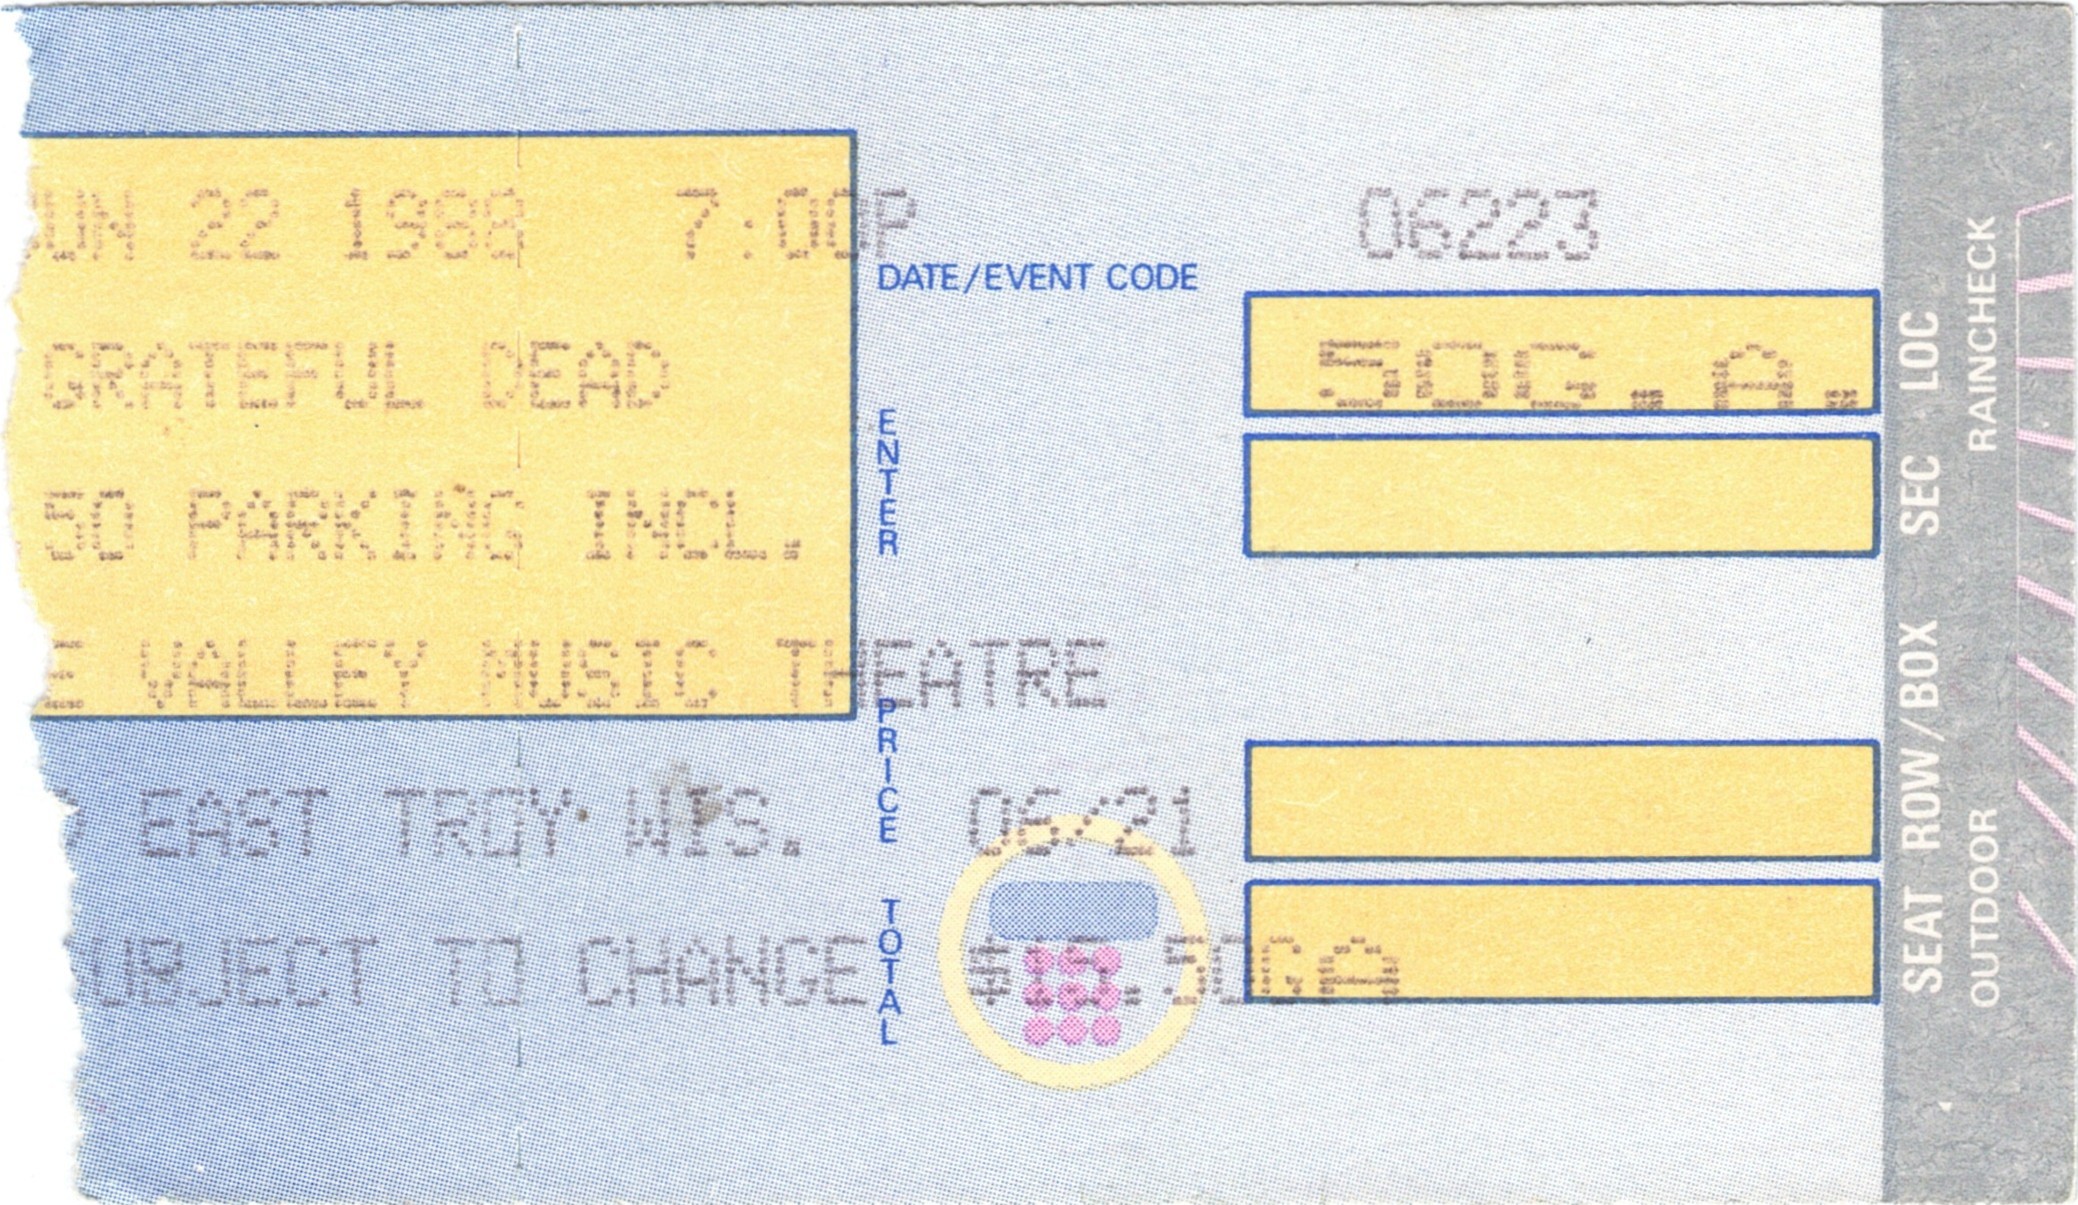 UN 22 1988 7:00P 06223
DATE/EVENT CODE
GRATEFUL DEAD
ENTER
50 PARKING INCL.
E VALLEY MUSIC THEATRE
PRICE
EAST TROY WIS. 06/21
TOTAL
UBJECT TO CHANGE
SEAT ROW/BOX SEC LOC
OUTDOOR RAINCHECK